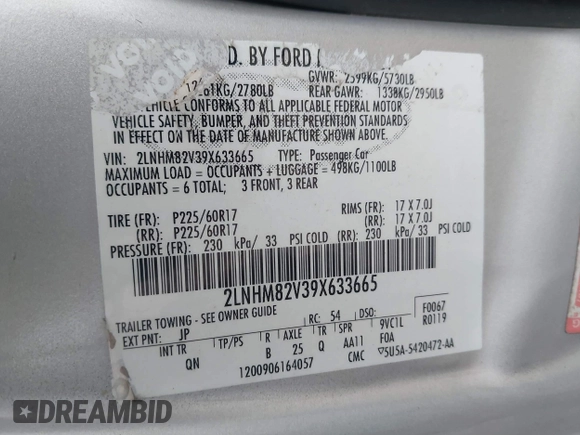 VOID
D. BY FORD
VOID
GVWR: 2599KG/5730LB
KG/2780LB REAR GAWR: 1338KG/2950LB
VEHICLE CONFORMS TO ALL APPLICABLE FEDERAL MOTOR
VEHICLE SAFETY, BUMPER, AND THEFT PREVENTION STANDARDS
IN EFFECT ON THE DATE OF MANUFACTURE SHOWN ABOVE.
VIN: 2LNHM82V39X633665 TYPE: Passenger Car
MAXIMUM LOAD = OCCUPANTS + LUGGAGE = 498KG/1100LB
OCCUPANTS = 6 TOTAL; 3 FRONT, 3 REAR
TIRE (FR): P225/60R17 RIMS (FR): 17 X 7.0J
(RR): P225/60R17 (RR): 17 X 7.0J
PRESSURE (FR): 230 kPa/ 33 PSI COLD (RR): 230 kPa/ 33 PSI COLD
2LNHM82V39X633665
TRAILER TOWING - SEE OWNER GUIDE
RC: 54 DSO: F0067
EXT PNT: JP R0119
INT TR TP/PS R AXLE TR SPR 9VC1L
QN B 25 Q AA11 FOA
1200906164057 CMC ▽5U5A-5420472-AA
DREAMBID